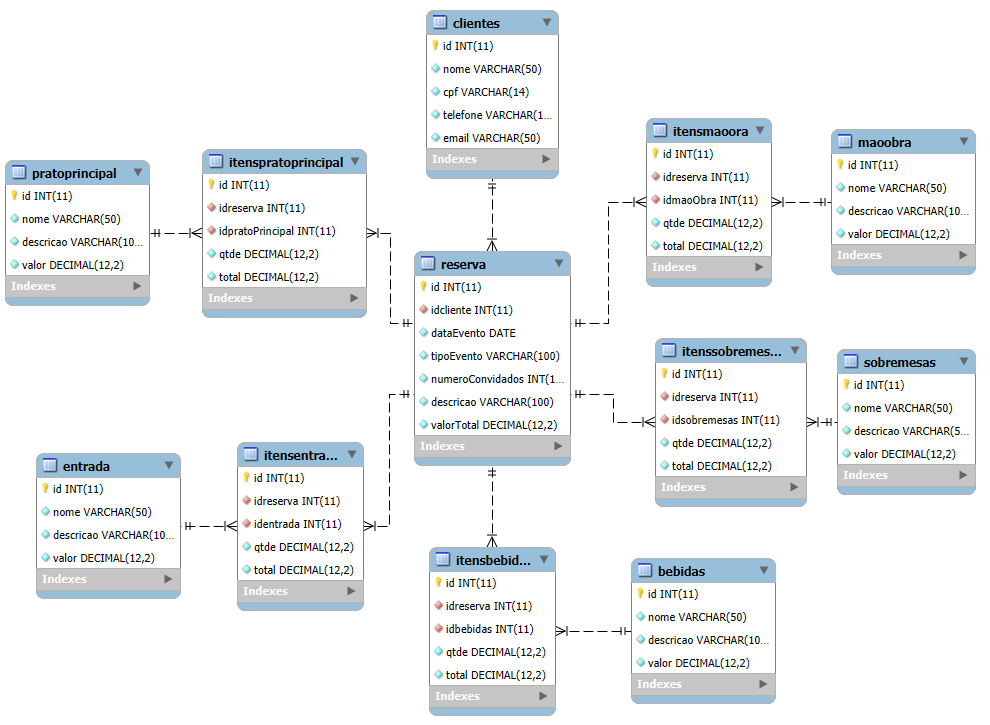 clientes
id INT(11)
nome VARCHAR(50)
cpf VARCHAR(14)
telefone VARCHAR(1...
email VARCHAR(50)
Indexes
pratoprincipal
id INT(11)
nome VARCHAR(50)
descricao VARCHAR(10...
valor DECIMAL(12,2)
Indexes
itenspratoprincipal
id INT(11)
idreserva INT(11)
idpratoPrincipal INT(11)
qtde DECIMAL(12,2)
total DECIMAL(12,2)
Indexes
itensmaoora
id INT(11)
idreserva INT(11)
idmaoObra INT(11)
qtde DECIMAL(12,2)
total DECIMAL(12,2)
Indexes
maoobra
id INT(11)
nome VARCHAR(50)
descricao VARCHAR(10...
valor DECIMAL(12,2)
Indexes
reserva
id INT(11)
idcliente INT(11)
dataEvento DATE
tipoEvento VARCHAR(100)
numeroConvidados INT(1...
descricao VARCHAR(100)
valorTotal DECIMAL(12,2)
Indexes
itenssobremes...
id INT(11)
idreserva INT(11)
idsobremesas INT(11)
qtde DECIMAL(12,2)
total DECIMAL(12,2)
Indexes
sobremesas
id INT(11)
nome VARCHAR(50)
descricao VARCHAR(5...
valor DECIMAL(12,2)
Indexes
entrada
id INT(11)
nome VARCHAR(50)
descricao VARCHAR(10...
valor DECIMAL(12,2)
Indexes
itensentra...
id INT(11)
idreserva INT(11)
identrada INT(11)
qtde DECIMAL(12,2)
total DECIMAL(12,2)
Indexes
itensbebid...
id INT(11)
idreserva INT(11)
idbebidas INT(11)
qtde DECIMAL(12,2)
total DECIMAL(12,2)
Indexes
bebidas
id INT(11)
nome VARCHAR(50)
descricao VARCHAR(10...
valor DECIMAL(12,2)
Indexes